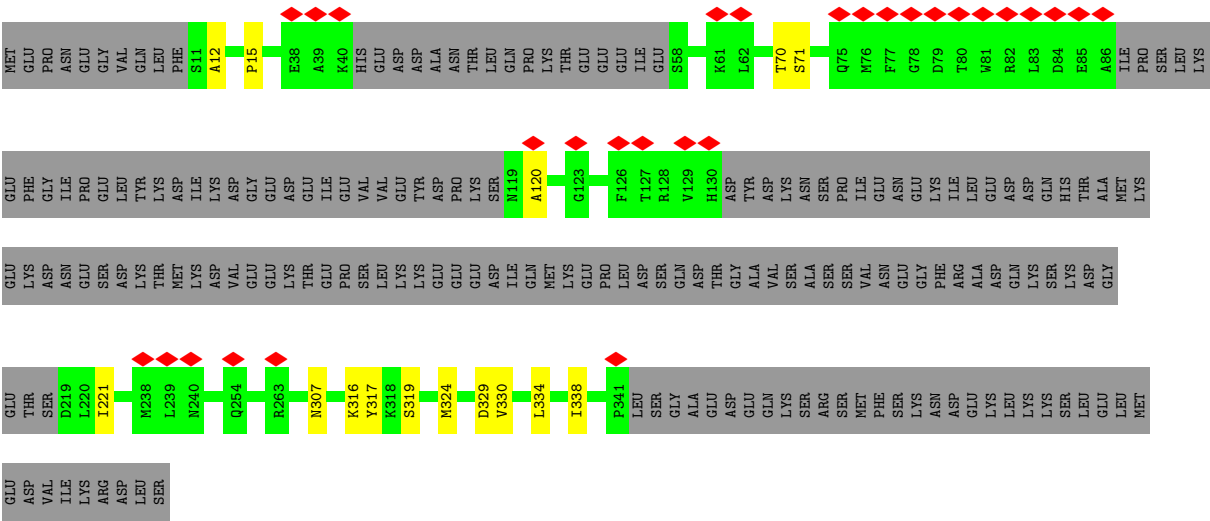 MET GLU PRO ASN GLU GLY VAL GLN LEU PHE S11 A12 P15 E38 A39 K40 HIS GLU ASP ASP ALA ASN THR LEU GLN PRO LYS THR GLU GLU GLU ILE GLU S58 K61 L62 T70 S71 Q75 M76 F77 G78 D79 T80 W81 R82 L83 D84 E85 A86 ILE PRO SER LEU LYS
GLU PHE GLY ILE PRO GLU LEU TYR LYS ASP ILE LYS ASP GLY GLU ASP GLU ILE GLU VAL VAL GLU TYR ASP PRO LYS SER N119 A120 G123 F126 T127 R128 V129 H130 ASP TYR ASP LYS ASN SER PRO ILE GLU ASN GLU LYS ILE LEU GLU ASP ASP GLN HIS THR ALA MET LYS
GLU LYS ASP ASN GLU SER ASP LYS THR MET LYS ASP VAL GLU GLU LYS THR GLU PRO SER LEU LYS LYS GLU GLU GLU ASP ILE GLN MET LYS GLU PRO LEU ASP SER GLN ASP THR GLY ALA VAL SER ALA SER SER VAL ASN GLU GLY PHE ARG ALA ASP GLN LYS SER LYS ASP GLY
GLU THR SER D219 L220 I221 M238 L239 N240 Q254 R263 N307 K316 Y317 K318 S319 M324 D329 V330 L334 I338 P341 LEU SER GLY ALA GLU ASP GLU GLN LYS SER ARG SER MET PHE SER LYS ASN ASP GLU LYS LEU LYS LYS SER LEU GLU LEU MET
GLU ASP VAL ILE LYS ARG ASP LEU SER